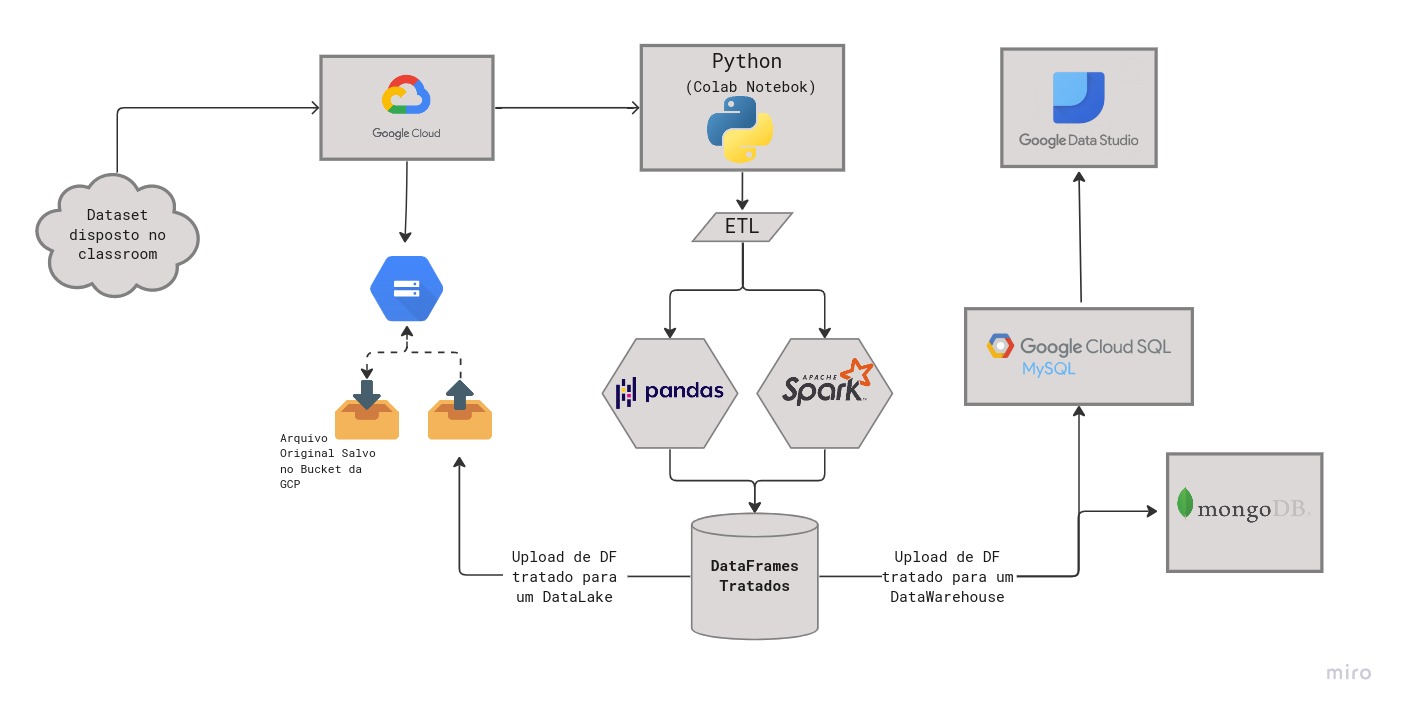 Dataset
disposto no
classroom
Google Cloud
Python
(Colab Notebok)
ETL
pandas
APACHE
Spark
TM
Arquivo
Original Salvo
no Bucket da
GCP
DataFrames
Tratados
Upload de DF
tratado para
um DataLake
Upload de DF
tratado para um
DataWarehouse
Google Data Studio
Google Cloud SQL
MySQL
mongoDB.
miro